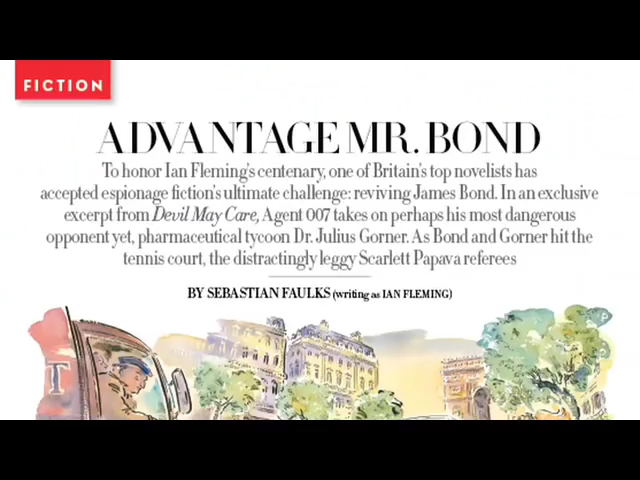 FICTION
ADVANTAGE MR. BOND
To honor Ian Fleming's centenary, one of Britain's top novelists has
accepted espionage fiction's ultimate challenge: reviving James Bond. In an exclusive
excerpt from Devil May Care, Agent 007 takes on perhaps his most dangerous
opponent yet, pharmaceutical tycoon Dr. Julius Gorner. As Bond and Gorner hit the
tennis court, the distractingly leggy Scarlett Papava referees
BY SEBASTIAN FAULKS (writing as IAN FLEMING)
T